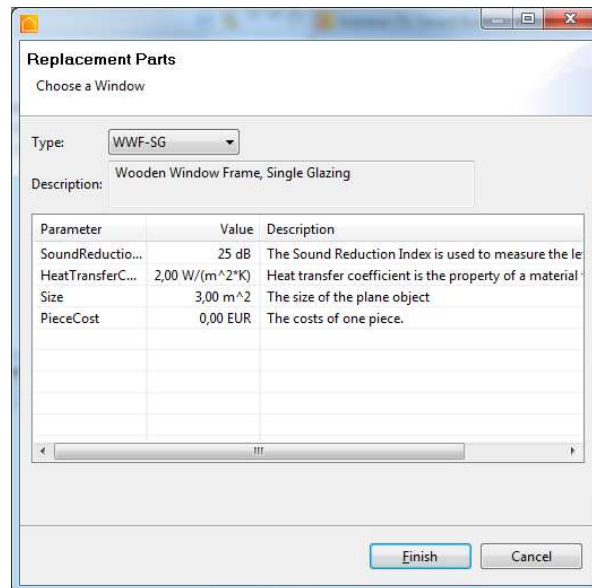 Replacement Parts
Choose a Window
Type: WWF-SG
Description: Wooden Window Frame, Single Glazing
Parameter Value Description
SoundReductio... 25 dB The Sound Reduction Index is used to measure the le
HeatTransferC... 2,00 W/(m^2*K) Heat transfer coefficient is the property of a material
Size 3,00 m^2 The size of the plane object
PieceCost 0,00 EUR The costs of one piece.
Finish Cancel